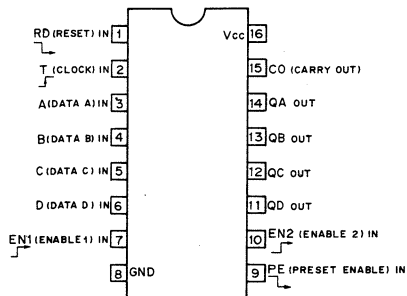 RD (RESET) IN 1
T (CLOCK) IN 2
A (DATA A) IN 3
B (DATA B) IN 4
C (DATA C) IN 5
D (DATA D) IN 6
EN1 (ENABLE 1) IN 7
8 GND
Vcc 16
15 CO (CARRY OUT)
14 QA OUT
13 QB OUT
12 QC OUT
11 QD OUT
10 EN2 (ENABLE 2) IN
9 PE (PRESET ENABLE) IN